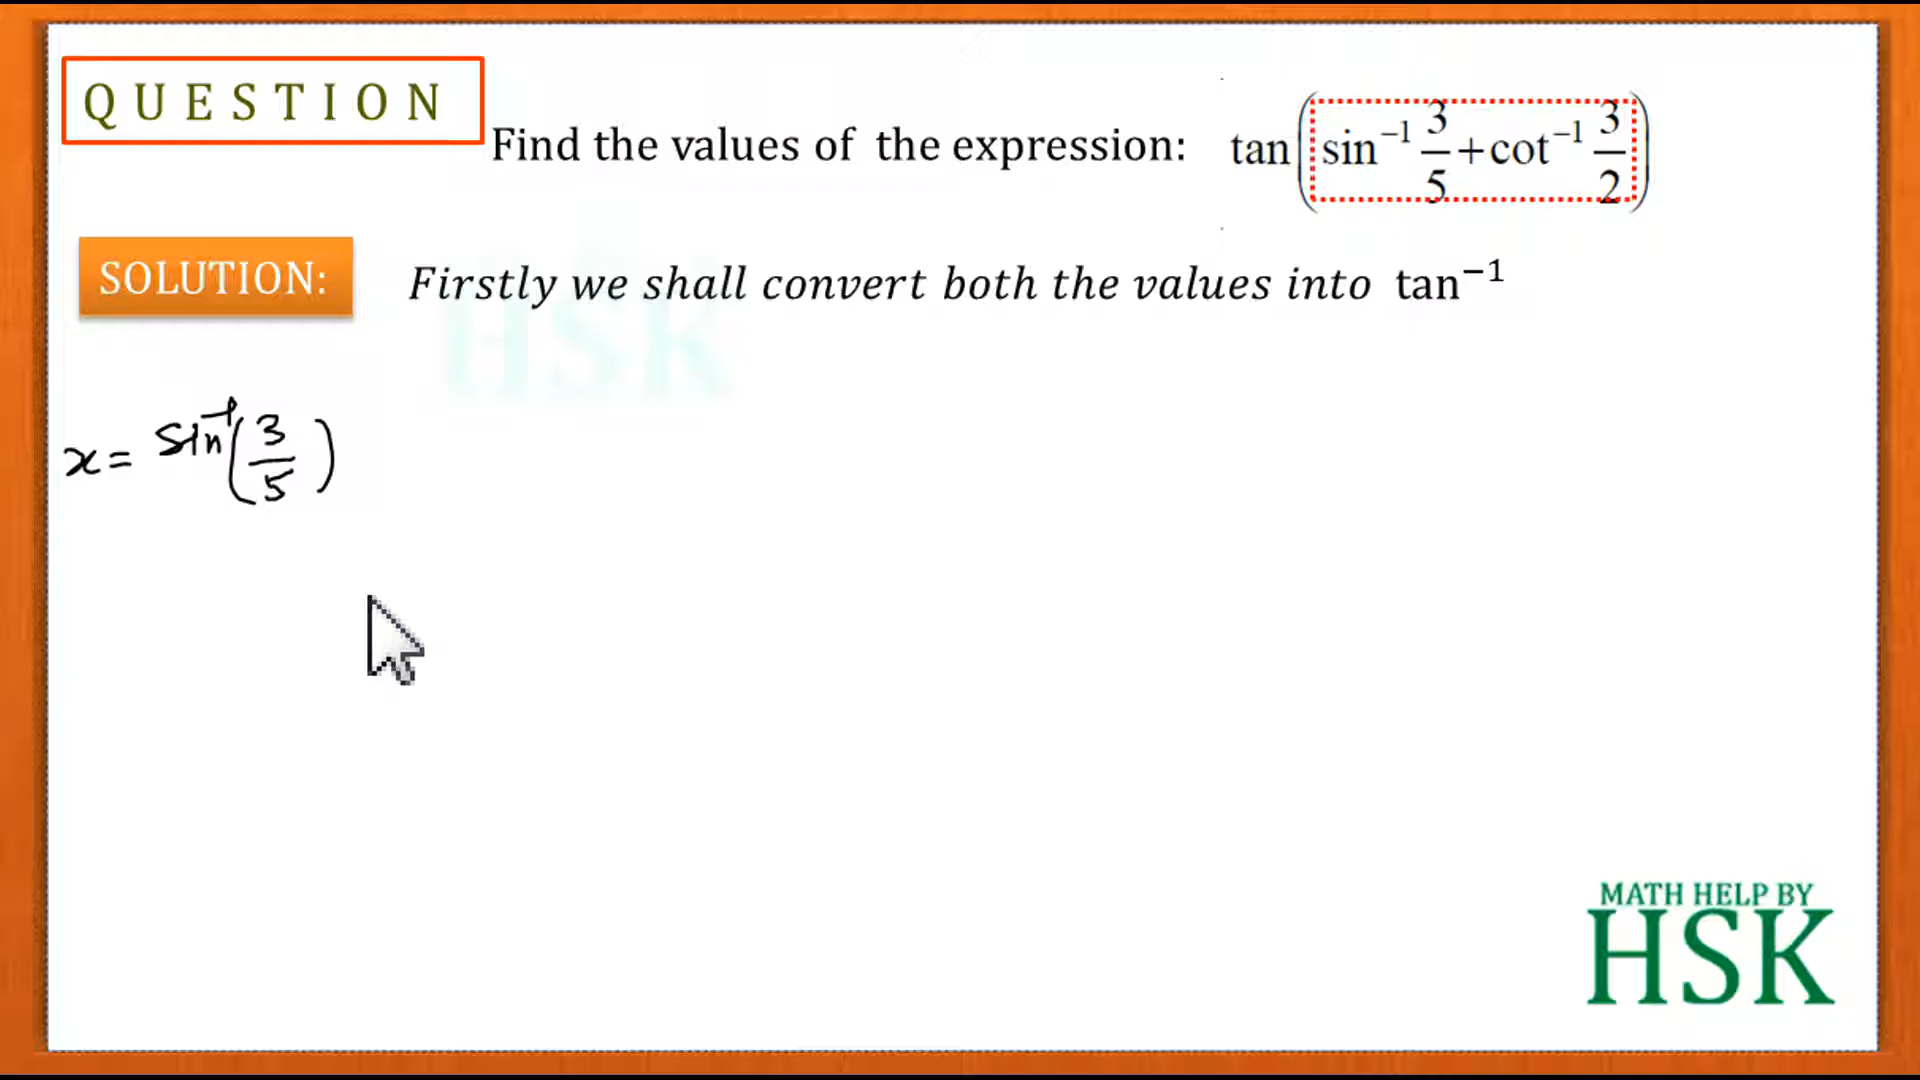 QUESTION
Find the values of the expression: tan(sin⁻¹ 3/5 + cot⁻¹ 3/2)
SOLUTION: Firstly we shall convert both the values into tan⁻¹
HSK
x = sin⁻¹(3/5)
MATH HELP BY
HSK